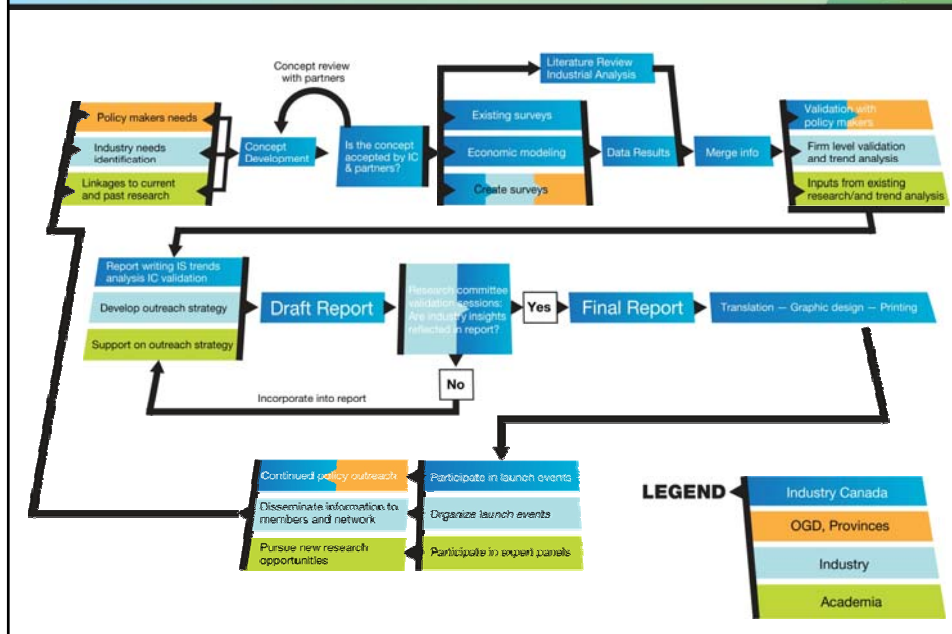 Concept review
with partners
Literature Review
Industrial Analysis
Policy makers needs
Industry needs
identification
Linkages to current
and past research
Concept
Development
Is the concept
accepted by IC
& partners?
Existing surveys
Economic modeling
Create surveys
Data Results
Merge info
Validation with
policy makers
Firm level validation
and trend analysis
Inputs from existing
research/and trend analysis
Report writing IS trends
analysis IC validation
Develop outreach strategy
Support on outreach strategy
Draft Report
Research committee
validation sessions:
Are industry insights
reflected in report?
Yes
Final Report
Translation — Graphic design — Printing
No
Incorporate into report
Continued policy outreach
Disseminate information to
members and network
Pursue new research
opportunities
Participate in launch events
Organize launch events
Participate in expert panels
LEGEND
Industry Canada
OGD, Provinces
Industry
Academia